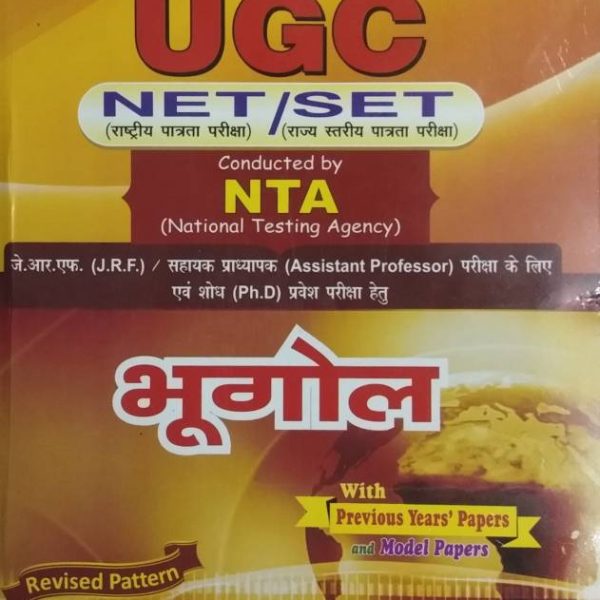 UGC
NET/SET
(राष्ट्रीय पात्रता परीक्षा) (राज्य स्तरीय पात्रता परीक्षा)
Conducted by
NTA
(National Testing Agency)
जे.आर.एफ. (J.R.F.) / सहायक प्राध्यापक (Assistant Professor) परीक्षा के लिए
एवं शोध (Ph.D) प्रवेश परीक्षा हेतु
भूगोल
With
Previous Years' Papers
and Model Papers
Revised Pattern